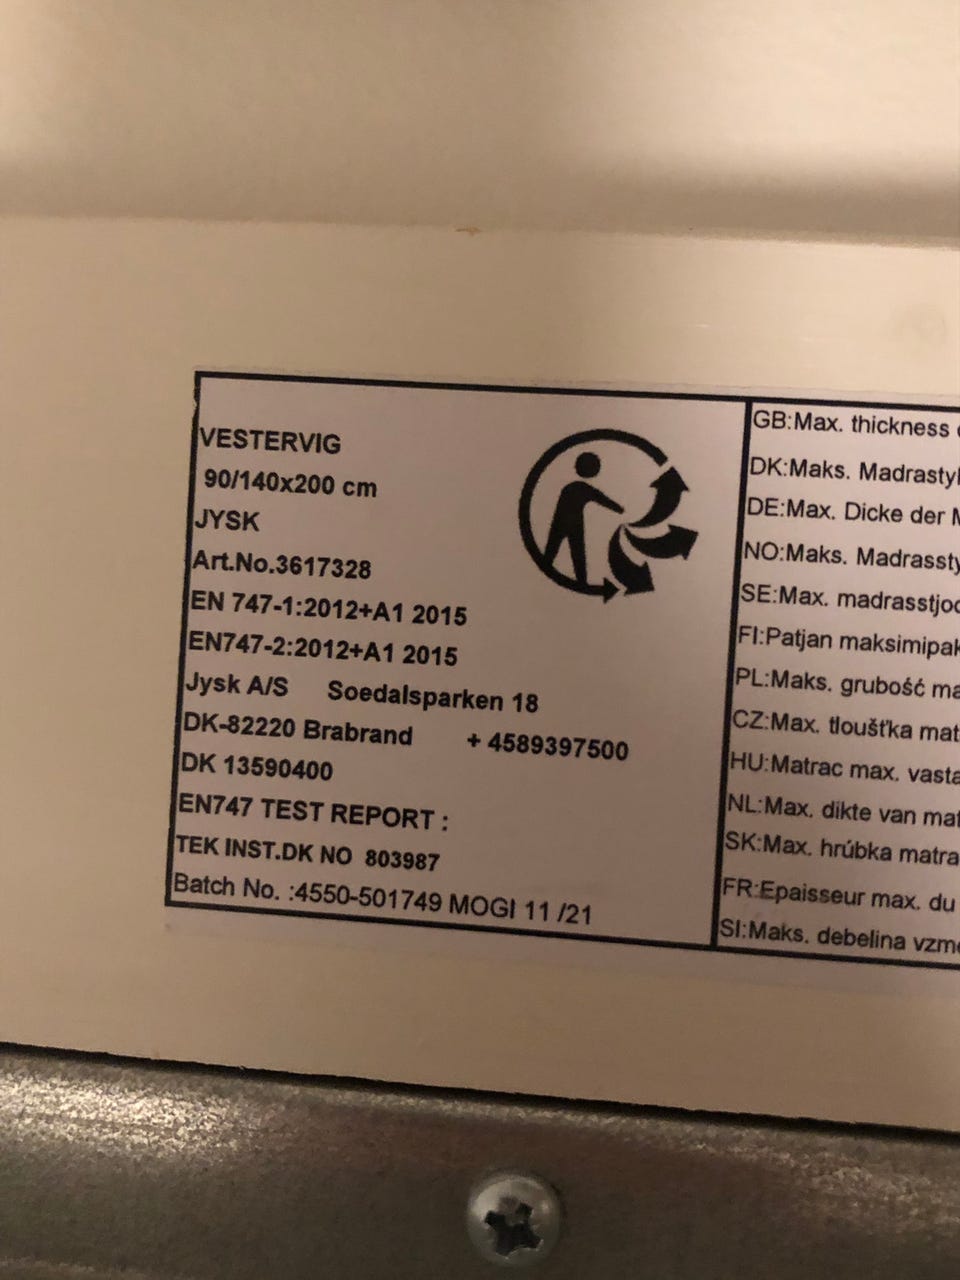 VESTERVIG
90/140x200 cm
JYSK
Art.No.3617328
EN 747-1:2012+A1 2015
EN747-2:2012+A1 2015
Jysk A/S Soedalsparken 18
DK-82220 Brabrand + 4589397500
DK 13590400
EN747 TEST REPORT :
TEK INST.DK NO 803987
Batch No. :4550-501749 MOGI 11 /21
GB:Max. thickness
DK:Maks.
DE:Max. Dicke der
NO:Maks.
SE:Max.
FI:Patjan
PL:Maks. grubość
CZ:Max. tloušťka
HU:Matrac max.
NL:Max. dikte van
SK:Max. hrúbka
FR:Epaisseur max. du
SI:Maks. debelina